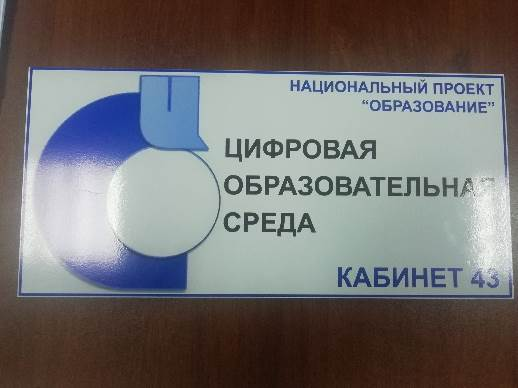 НАЦИОНАЛЬНЫЙ ПРОЕКТ
“ОБРАЗОВАНИЕ”
Ц
ЦИФРОВАЯ
ОБРАЗОВАТЕЛЬНАЯ
СРЕДА
КАБИНЕТ 43